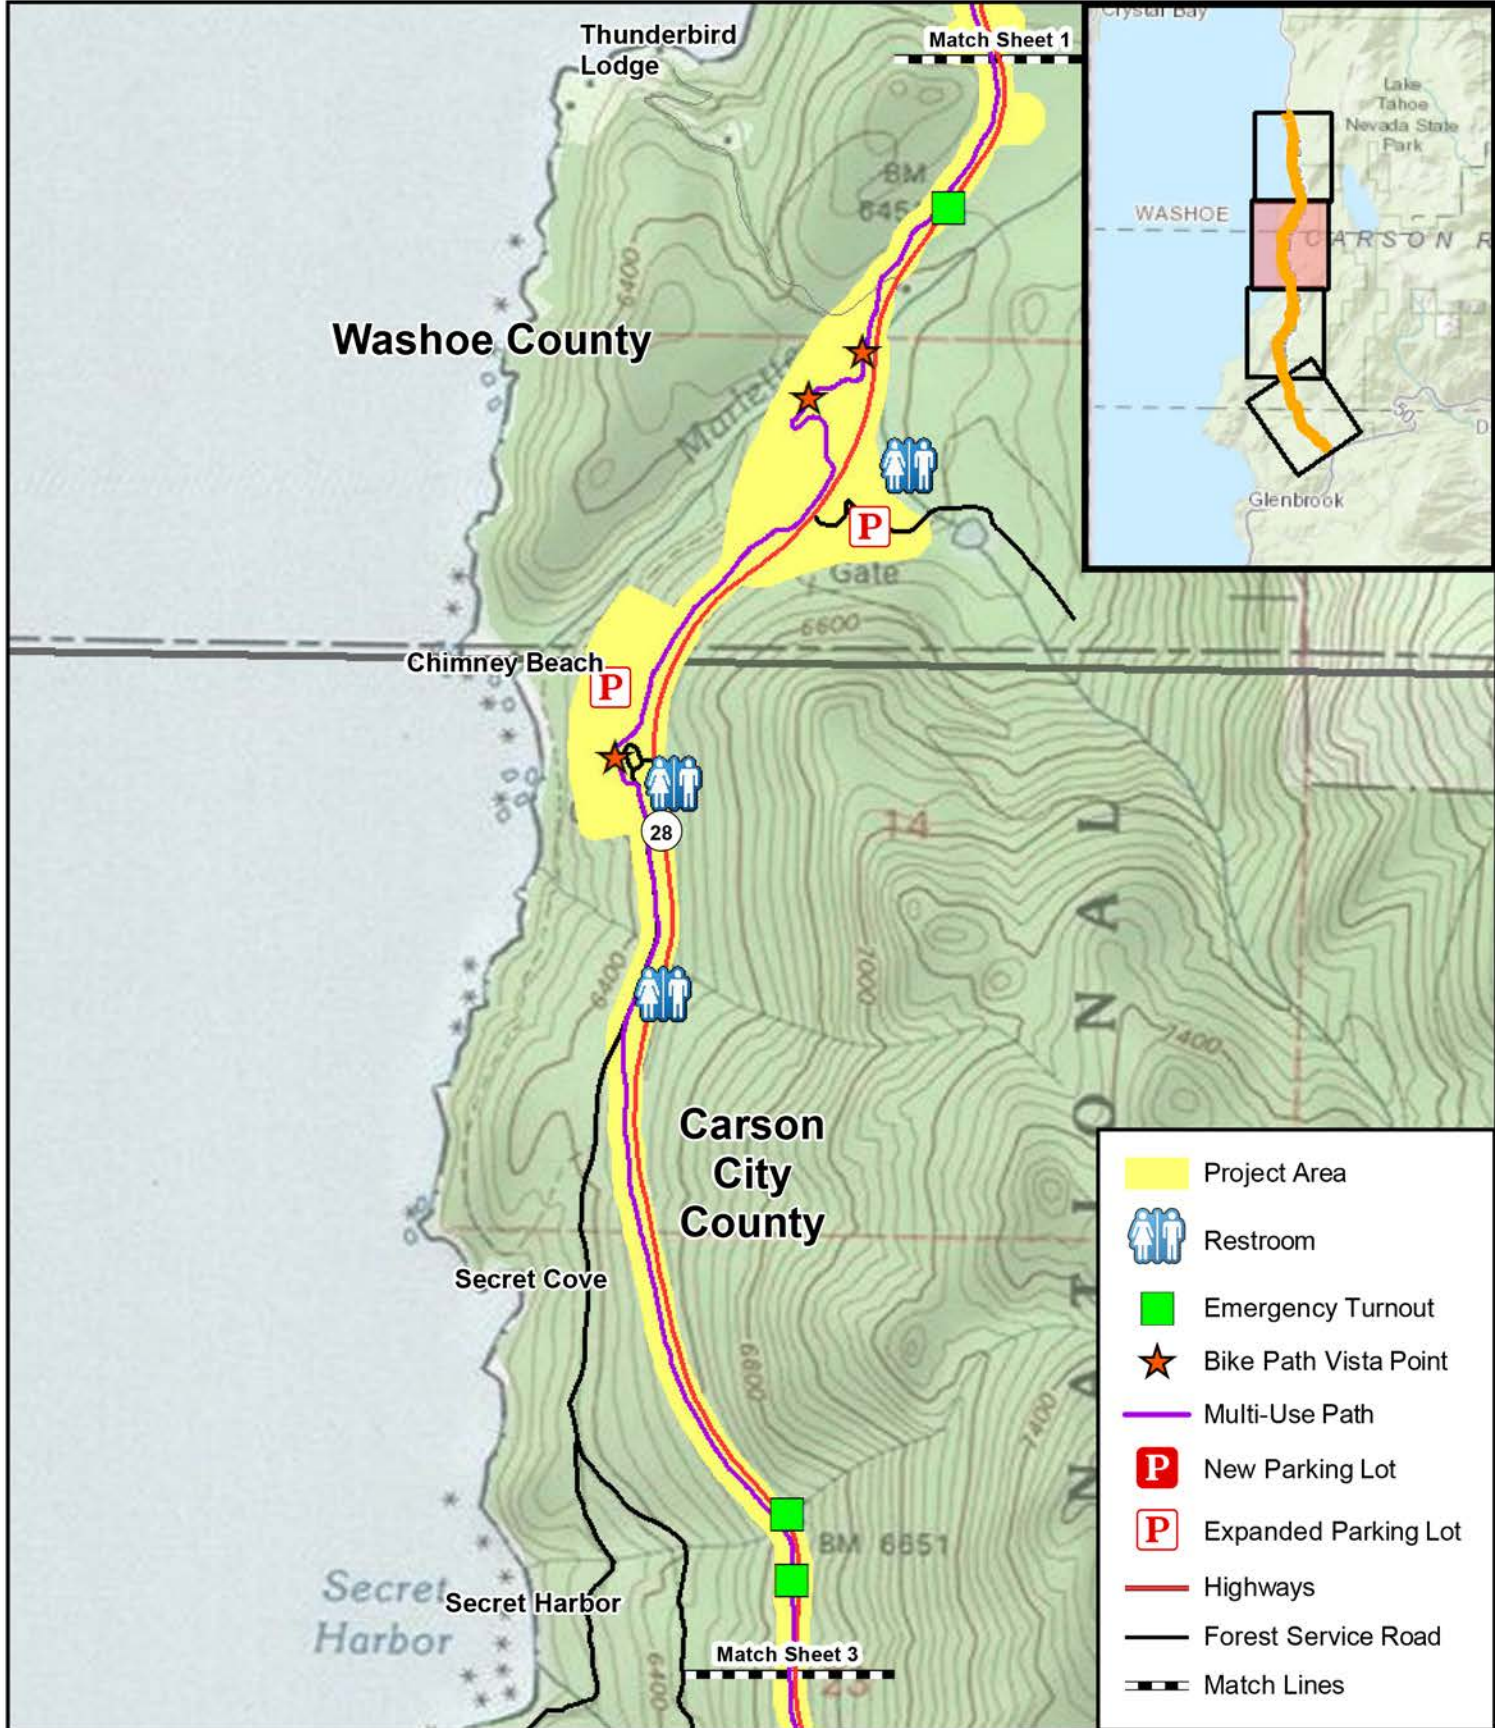 Thunderbird
Lodge
Match Sheet 1
Crystal Bay
Lake
Tahoe
Nevada State
Park
WASHOE
CARSON R
50
D
Glenbrook
BM
6400
Washoe County
Marlette
P
Gate
6600
Chimney Beach
P
28
14
6400
7000
7400
NATIONAL
Carson
City
County
Secret Cove
6800
7400
BM 6651
Secret
Harbor
Secret Harbor
6400
Match Sheet 3
Project Area
Restroom
Emergency Turnout
Bike Path Vista Point
Multi-Use Path
P New Parking Lot
P Expanded Parking Lot
Highways
Forest Service Road
Match Lines